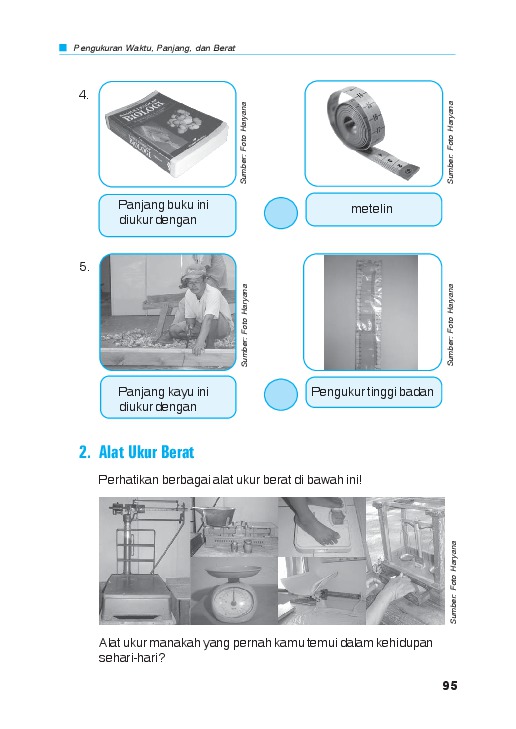 Pengukuran Waktu, Panjang, dan Berat
4.
BIOLOGI
BIOLOGI
Sumber: Foto Haryana
Sumber: Foto Haryana
Panjang buku ini
diukur dengan
metelin
5.
Sumber: Foto Haryana
Sumber: Foto Haryana
Panjang kayu ini
diukur dengan
Pengukur tinggi badan
2. Alat Ukur Berat
Perhatikan berbagai alat ukur berat di bawah ini!
Sumber: Foto Haryana
Alat ukur manakah yang pernah kamu temui dalam kehidupan
sehari-hari?
95